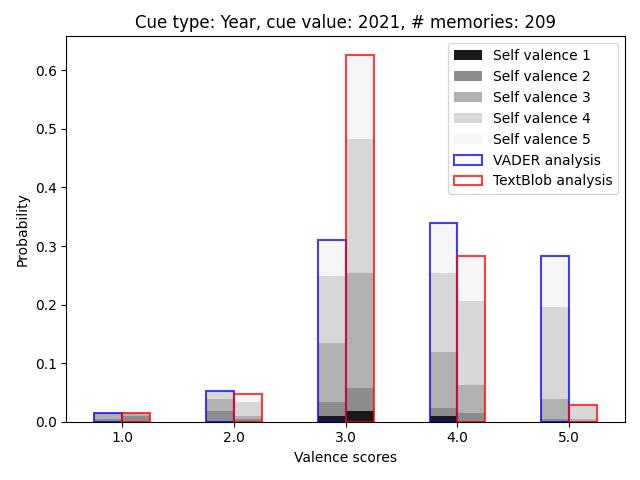 Cue type: Year, cue value: 2021, # memories: 209
Self valence 1
Self valence 2
Self valence 3
Self valence 4
Self valence 5
VADER analysis
TextBlob analysis
Probability
0.6
0.5
0.4
0.3
0.2
0.1
0.0
1.0 2.0 3.0 4.0 5.0
Valence scores